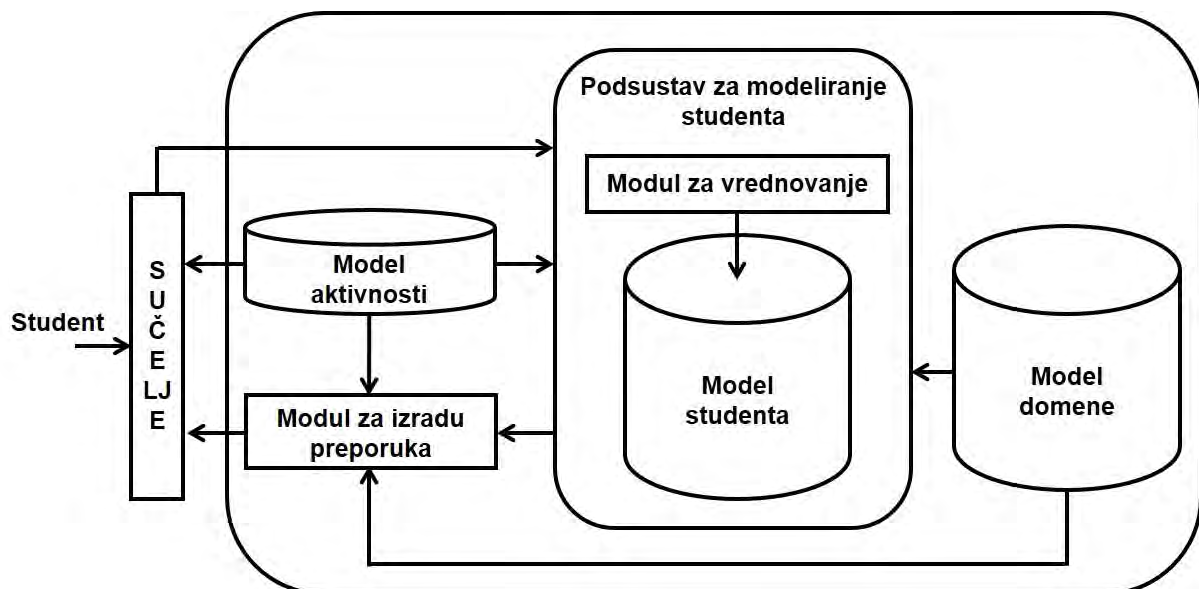 Podsustav za modeliranje
studenta
Modul za vrednovanje
Model
aktivnosti
Student
S
U
Č
E
LJ
E
Model
studenta
Model
domene
Modul za izradu
preporuka